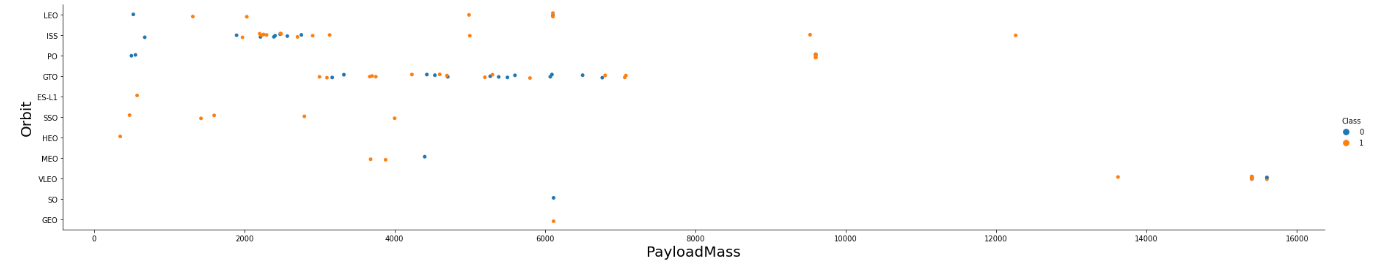 LEO
ISS
PO
GTO
ES-L1
SSO
HEO
MEO
VLEO
SO
GEO
Orbit
0
2000
4000
6000
8000
10000
12000
14000
16000
PayloadMass
Class
0
1